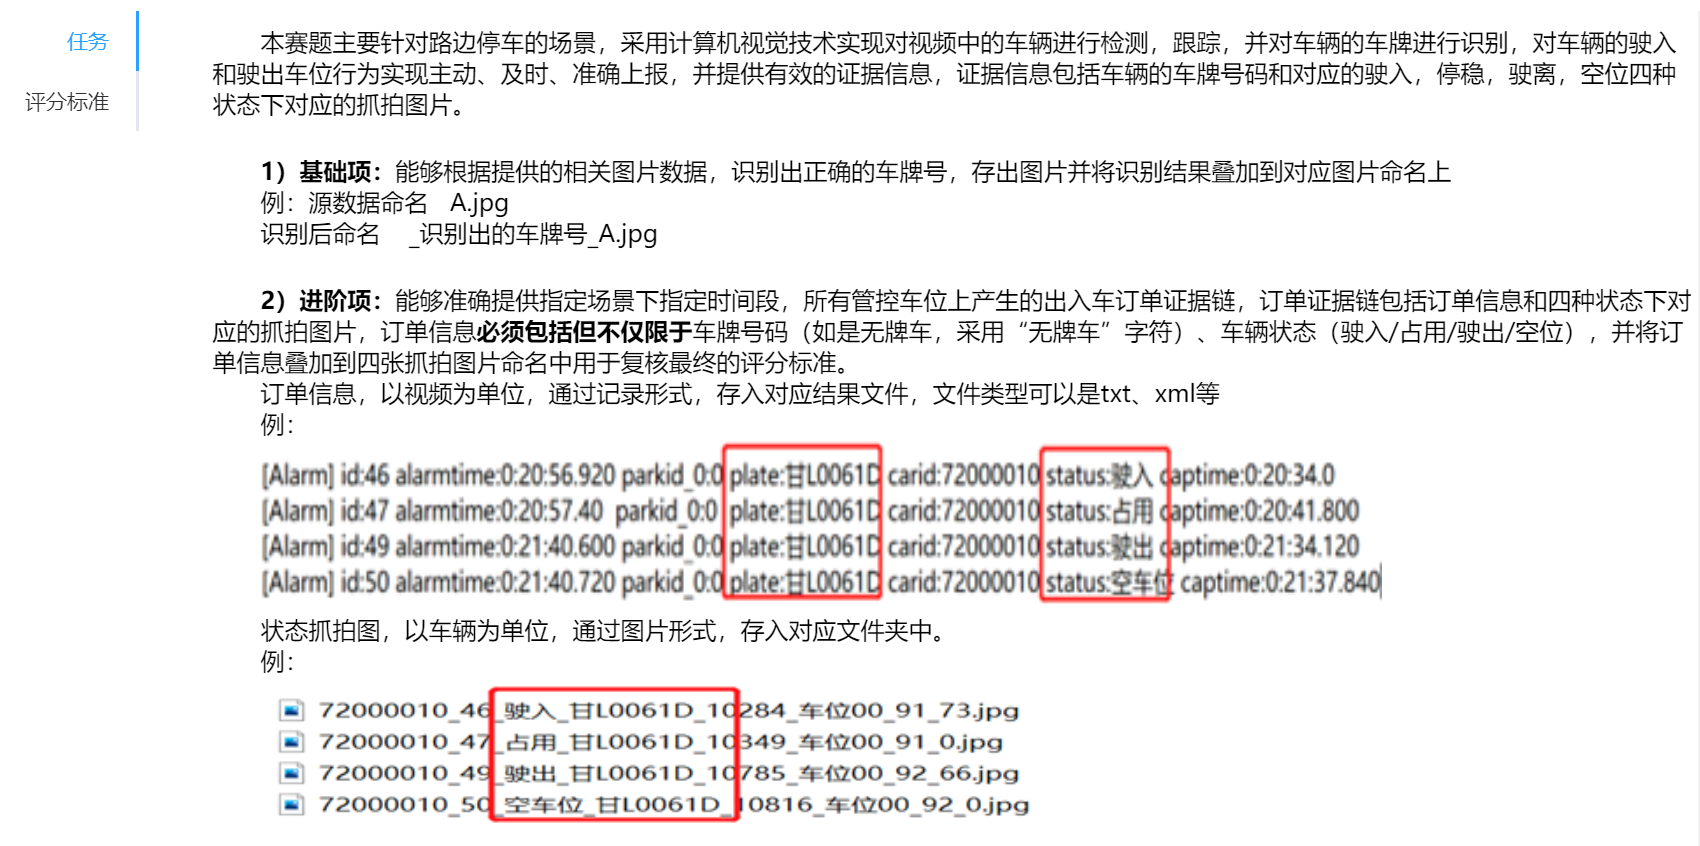 任务
评分标准
本赛题主要针对路边停车的场景，采用计算机视觉技术实现对视频中的车辆进行检测，跟踪，并对车辆的车牌进行识别，对车辆的驶入
和驶出车位行为实现主动、及时、准确上报，并提供有效的证据信息，证据信息包括车辆的车牌号码和对应的驶入，停稳，驶离，空位四种
状态下对应的抓拍图片。
1）基础项：能够根据提供的相关图片数据，识别出正确的车牌号，存出图片并将识别结果叠加到对应图片命名上
例：源数据命名 A.jpg
识别后命名 _识别出的车牌号_A.jpg
2）进阶项：能够准确提供指定场景下指定时间段，所有管控车位上产生的出入车订单证据链，订单证据链包括订单信息和四种状态下对
应的抓拍图片，订单信息必须包括但不仅限于车牌号码（如是无牌车，采用“无牌车”字符）、车辆状态（驶入/占用/驶出/空位），并将订
单信息叠加到四张抓拍图片命名中用于复核最终的评分标准。
订单信息，以视频为单位，通过记录形式，存入对应结果文件，文件类型可以是txt、xml等
例：
[Alarm] id:46 alarmtime:0:20:56.920 parkid_0:0 plate:甘L0061D carid:72000010 status:驶入 captime:0:20:34.0
[Alarm] id:47 alarmtime:0:20:57.40 parkid_0:0 plate:甘L0061D carid:72000010 status:占用 captime:0:20:41.800
[Alarm] id:49 alarmtime:0:21:40.600 parkid_0:0 plate:甘L0061D carid:72000010 status:驶出 captime:0:21:34.120
[Alarm] id:50 alarmtime:0:21:40.720 parkid_0:0 plate:甘L0061D carid:72000010 status:空车位 captime:0:21:37.840
状态抓拍图，以车辆为单位，通过图片形式，存入对应文件夹中。
例：
72000010_46_驶入_甘L0061D_10284_车位00_91_73.jpg
72000010_47_占用_甘L0061D_10349_车位00_91_0.jpg
72000010_49_驶出_甘L0061D_10785_车位00_92_66.jpg
72000010_50_空车位_甘L0061D_10816_车位00_92_0.jpg